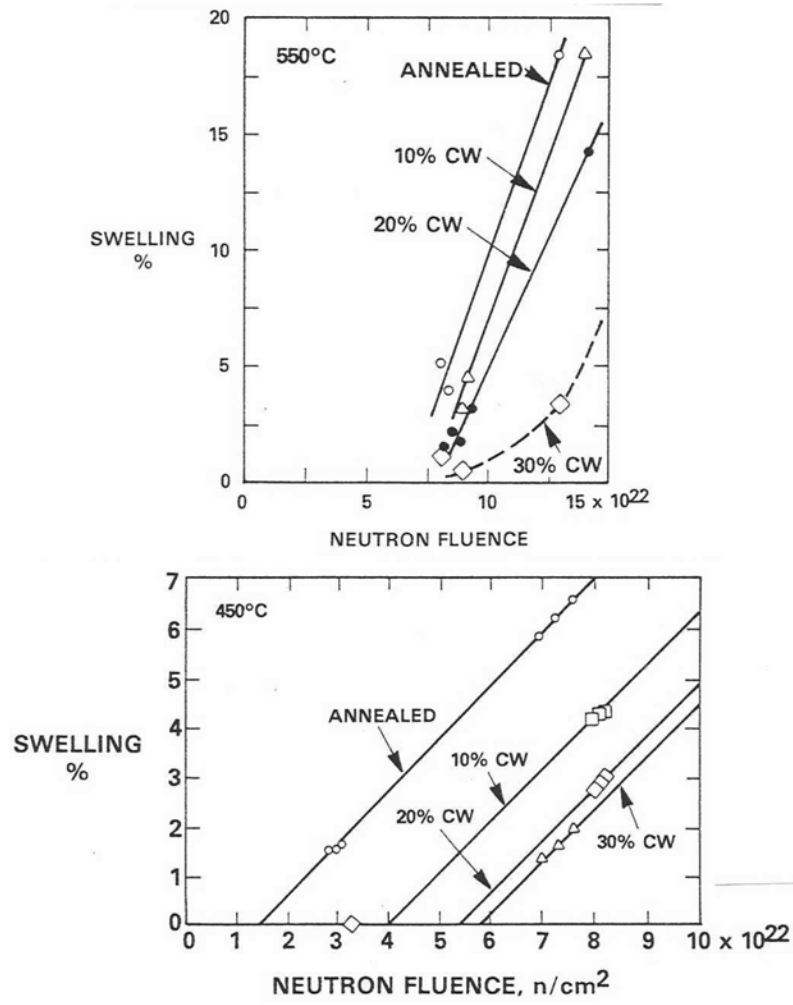 20
550°C
ANNEALED
15
10% CW
20% CW
SWELLING
%
10
5
30% CW
0
0 5 10 15 x 10²²
NEUTRON FLUENCE
7
450°C
6
5
ANNEALED
4
SWELLING
%
10% CW
3
20% CW
2
30% CW
1
0
0 1 2 3 4 5 6 7 8 9 10 x 10²²
NEUTRON FLUENCE, n/cm²